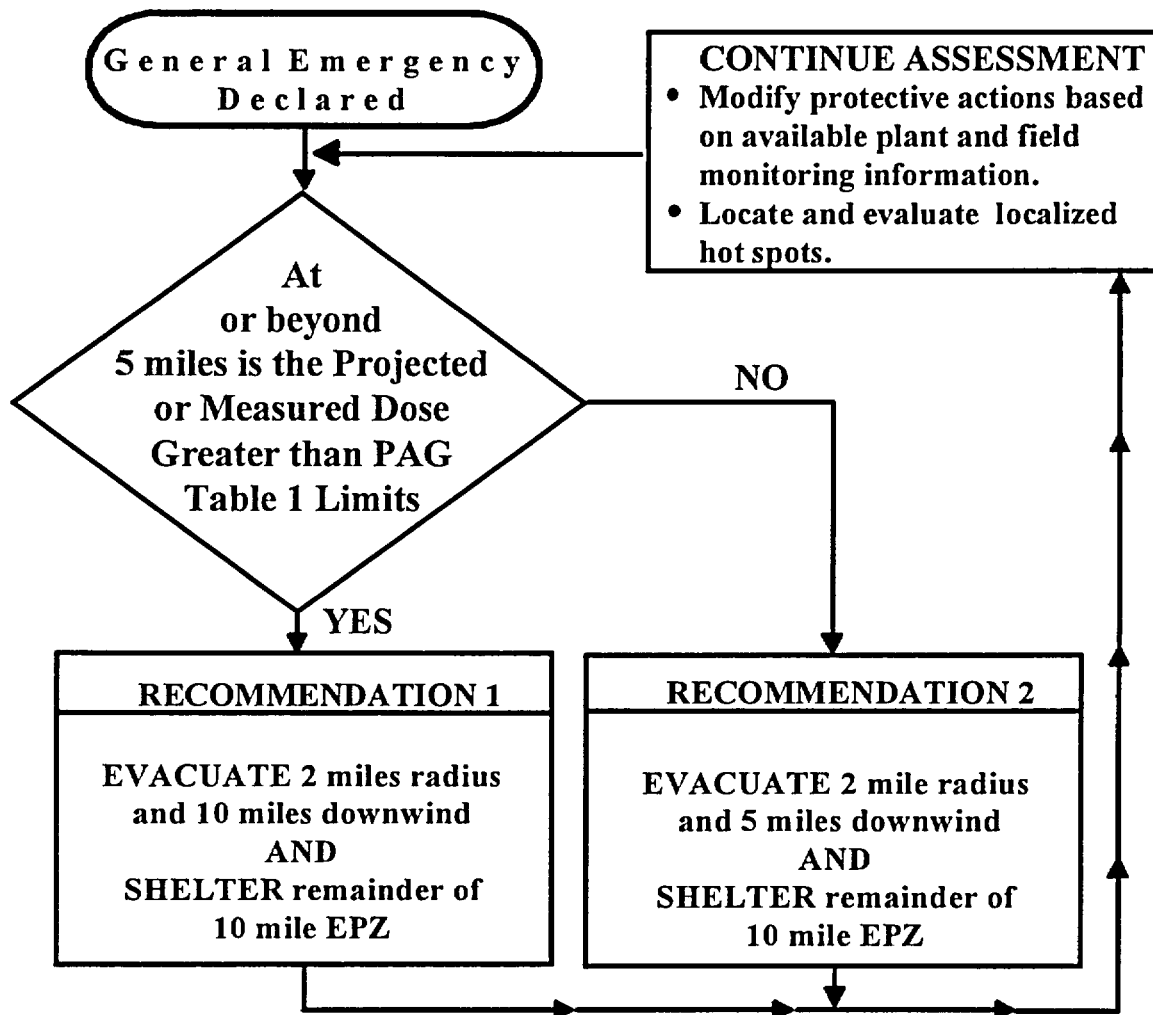 General Emergency
Declared
CONTINUE ASSESSMENT
• Modify protective actions based
on available plant and field
monitoring information.
• Locate and evaluate localized
hot spots.
At
or beyond
5 miles is the Projected
or Measured Dose
Greater than PAG
Table 1 Limits
NO
YES
RECOMMENDATION 1
EVACUATE 2 miles radius
and 10 miles downwind
AND
SHELTER remainder of
10 mile EPZ
RECOMMENDATION 2
EVACUATE 2 mile radius
and 5 miles downwind
AND
SHELTER remainder of
10 mile EPZ